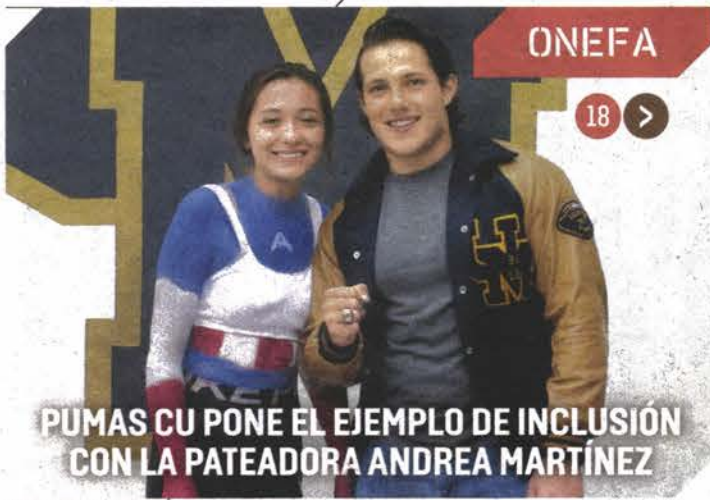 ONEFA
18 >
A
PUMAS CU PONE EL EJEMPLO DE INCLUSIÓN
CON LA PATEADORA ANDREA MARTÍNEZ